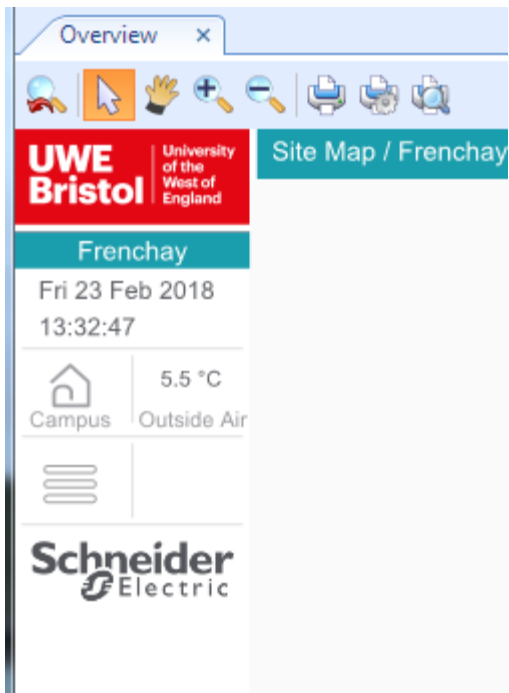 Overview
UWE
Bristol
University
of the
West of
England
Site Map / Frenchay
Frenchay
Fri 23 Feb 2018
13:32:47
5.5 °C
Campus
Outside Air
Schneider
Electric